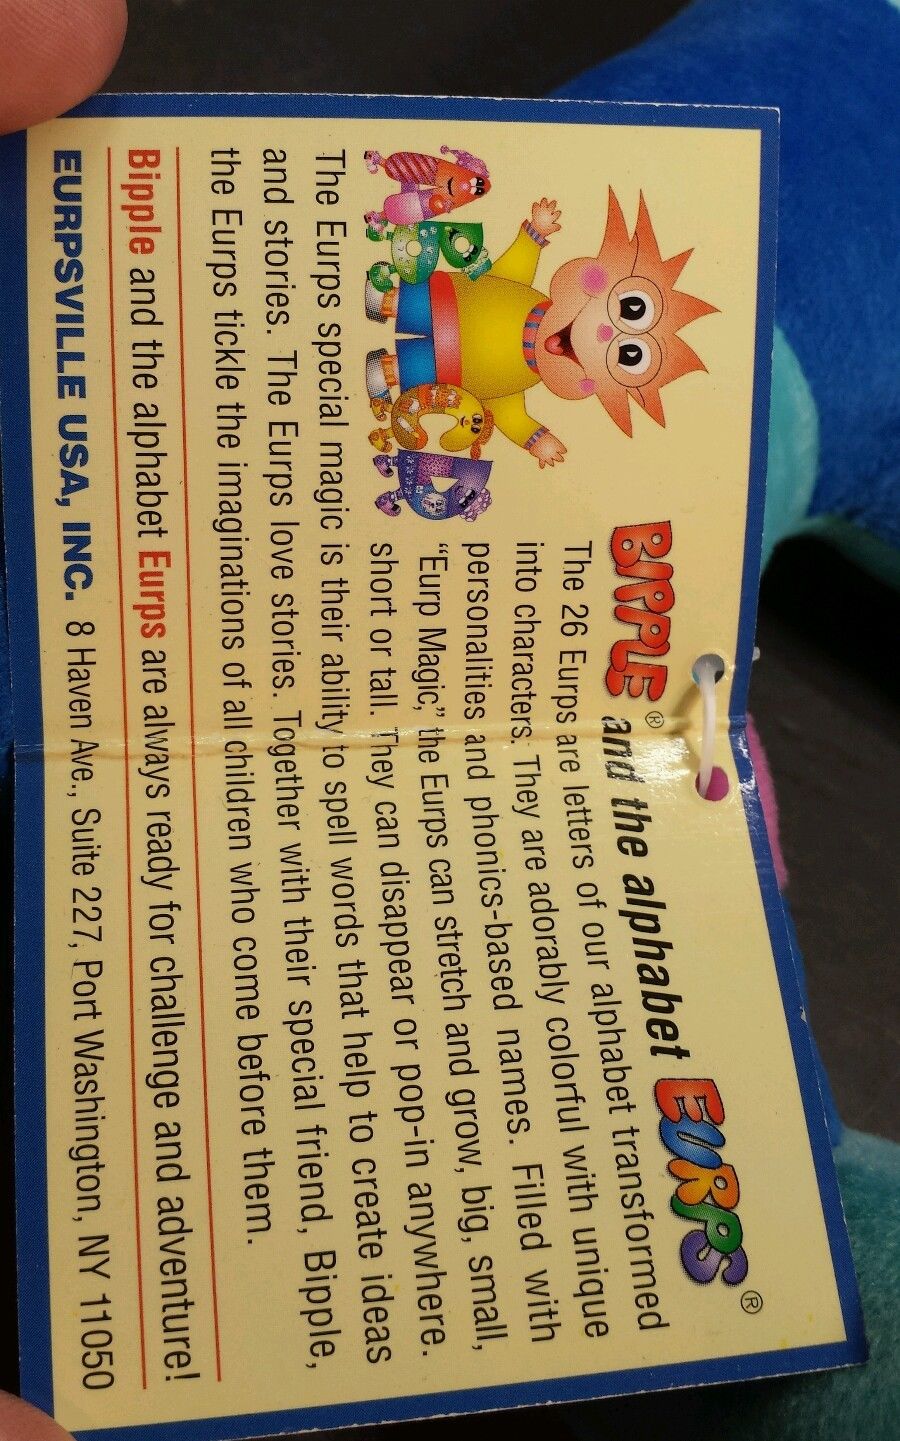 BIPPLE® and the alphabet EURPS®
The 26 Eurps are letters of our alphabet transformed
into characters. They are adorably colorful with unique
personalities and phonics-based names. Filled with
“Eurp Magic,” the Eurps can stretch and grow, big, small,
short or tall. They can disappear or pop-in anywhere.
The Eurps special magic is their ability to spell words that help to create ideas
and stories. The Eurps love stories. Together with their special friend, Bipple,
the Eurps tickle the imaginations of all children who come before them.
A B C D
Bipple and the alphabet Eurps are always ready for challenge and adventure!
EURPSVILLE USA, INC. 8 Haven Ave., Suite 227, Port Washington, NY 11050